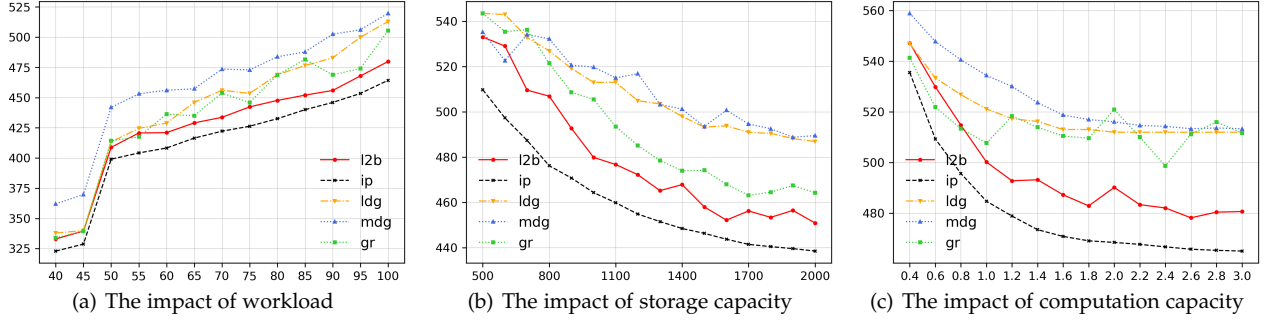 525
500
475
450
425
400
375
350
325
l2b
ip
ldg
mdg
gr
40 45 50 55 60 65 70 75 80 85 90 95 100
(a) The impact of workload
540
520
500
480
460
440
l2b
ip
ldg
mdg
gr
500 800 1100 1400 1700 2000
(b) The impact of storage capacity
560
540
520
500
480
l2b
ip
ldg
mdg
gr
0.4 0.6 0.8 1.0 1.2 1.4 1.6 1.8 2.0 2.2 2.4 2.6 2.8 3.0
(c) The impact of computation capacity